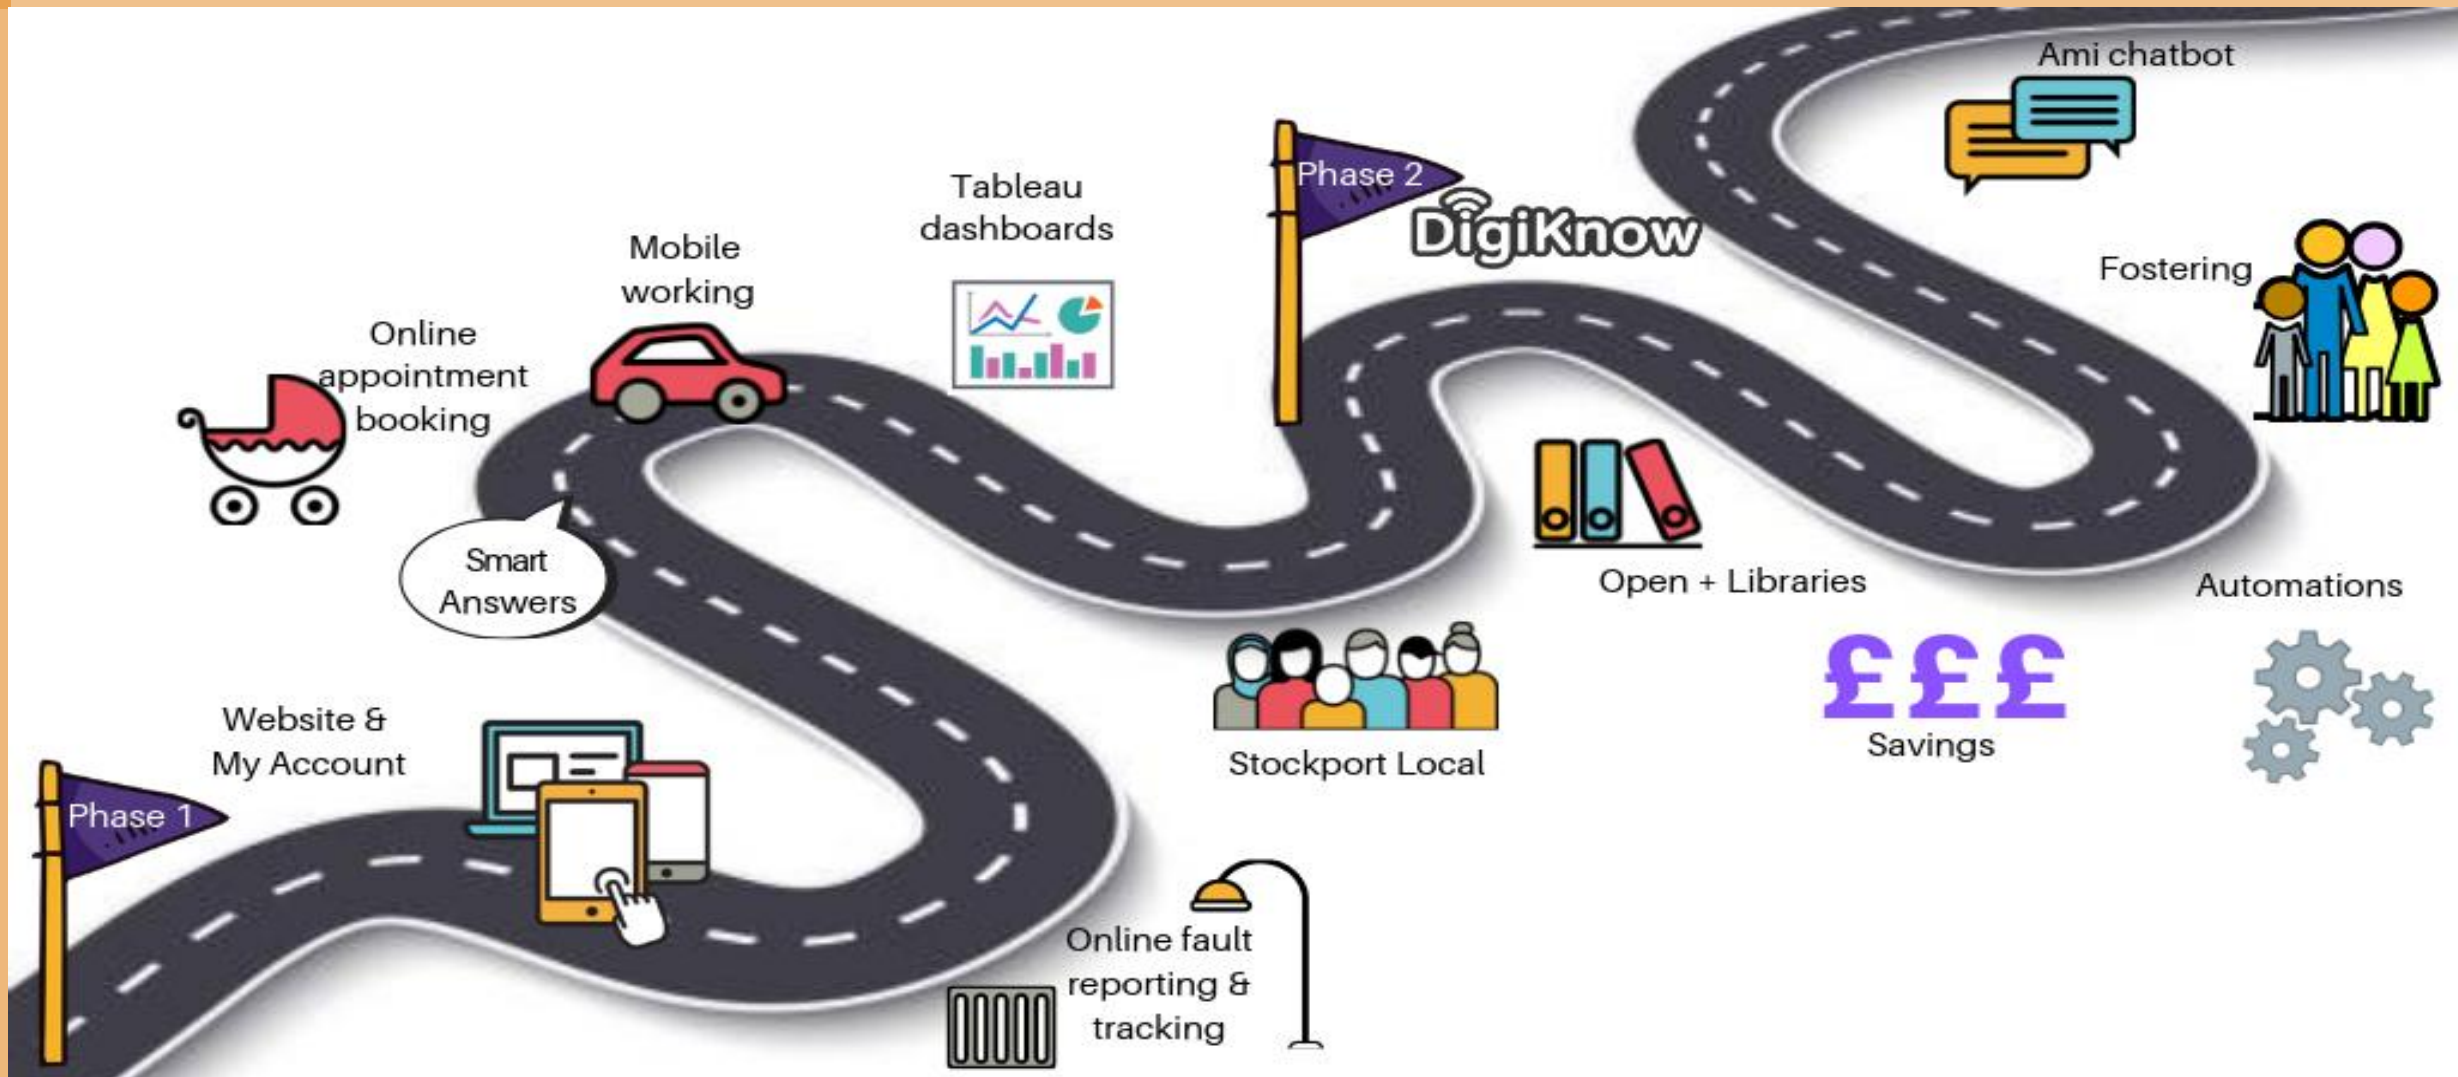 Phase 1
Website &
My Account
Online fault
reporting &
tracking
Smart
Answers
Online
appointment
booking
Mobile
working
Tableau
dashboards
Stockport Local
Phase 2
DigiKnow
Open + Libraries
£££
Savings
Automations
Fostering
Ami chatbot